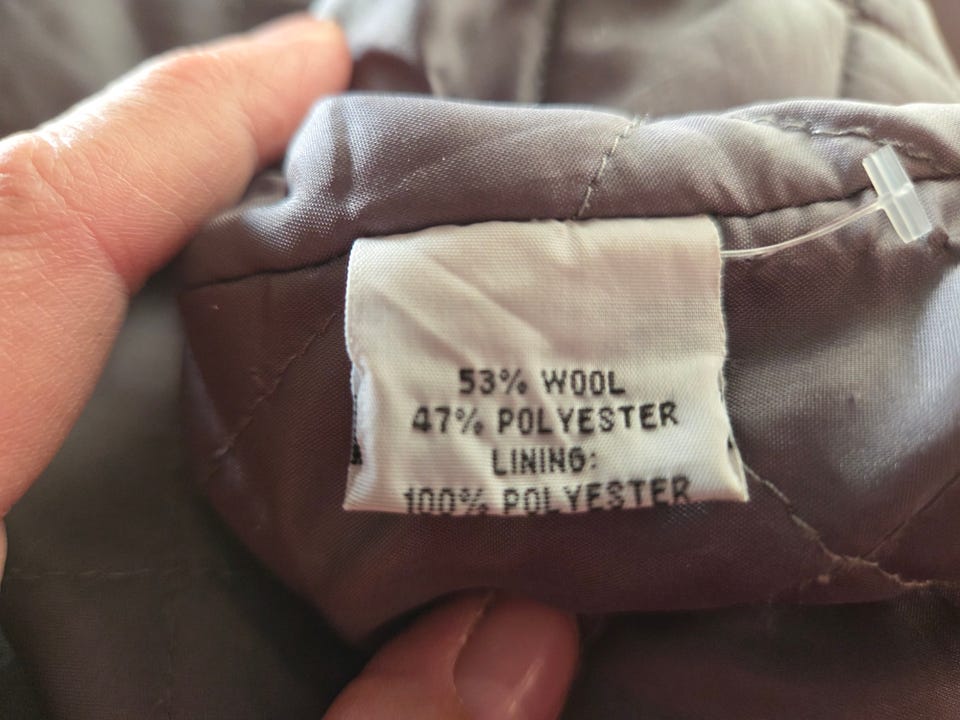 53% WOOL
47% POLYESTER
LINING:
100% POLYESTER